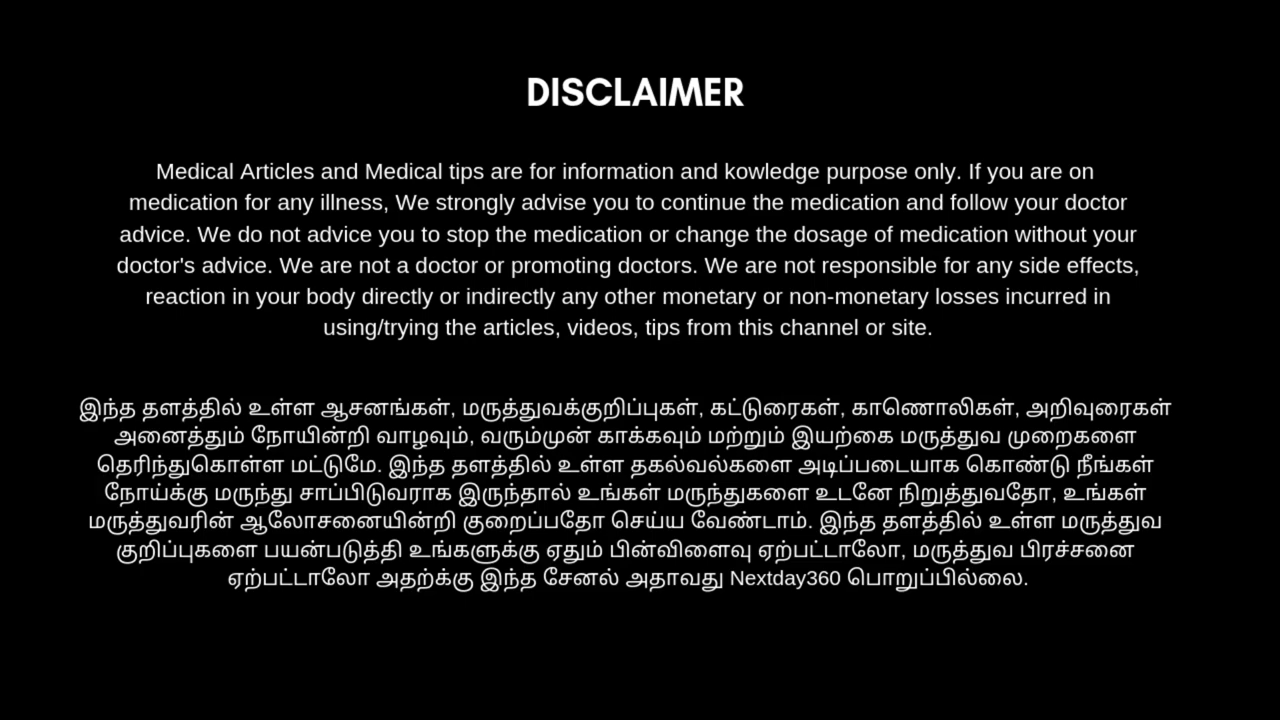 DISCLAIMER
Medical Articles and Medical tips are for information and kowledge purpose only. If you are on
medication for any illness, We strongly advise you to continue the medication and follow your doctor
advice. We do not advice you to stop the medication or change the dosage of medication without your
doctor's advice. We are not a doctor or promoting doctors. We are not responsible for any side effects,
reaction in your body directly or indirectly any other monetary or non-monetary losses incurred in
using/trying the articles, videos, tips from this channel or site.
இந்த தளத்தில் உள்ள ஆசனங்கள், மருத்துவக்குறிப்புகள், கட்டுரைகள், காணொலிகள், அறிவுரைகள்
அனைத்தும் நோயின்றி வாழவும், வரும்முன் காக்கவும் மற்றும் இயற்கை மருத்துவ முறைகளை
தெரிந்துகொள்ள மட்டுமே. இந்த தளத்தில் உள்ள தகல்வல்களை அடிப்படையாக கொண்டு நீங்கள்
நோய்க்கு மருந்து சாப்பிடுவராக இருந்தால் உங்கள் மருந்துகளை உடனே நிறுத்துவதோ, உங்கள்
மருத்துவரின் ஆலோசனையின்றி குறைப்பதோ செய்ய வேண்டாம். இந்த தளத்தில் உள்ள மருத்துவ
குறிப்புகளை பயன்படுத்தி உங்களுக்கு ஏதும் பின்விளைவு ஏற்பட்டாலோ, மருத்துவ பிரச்சனை
ஏற்பட்டாலோ அதற்க்கு இந்த சேனல் அதாவது Nextday360 பொறுப்பில்லை.